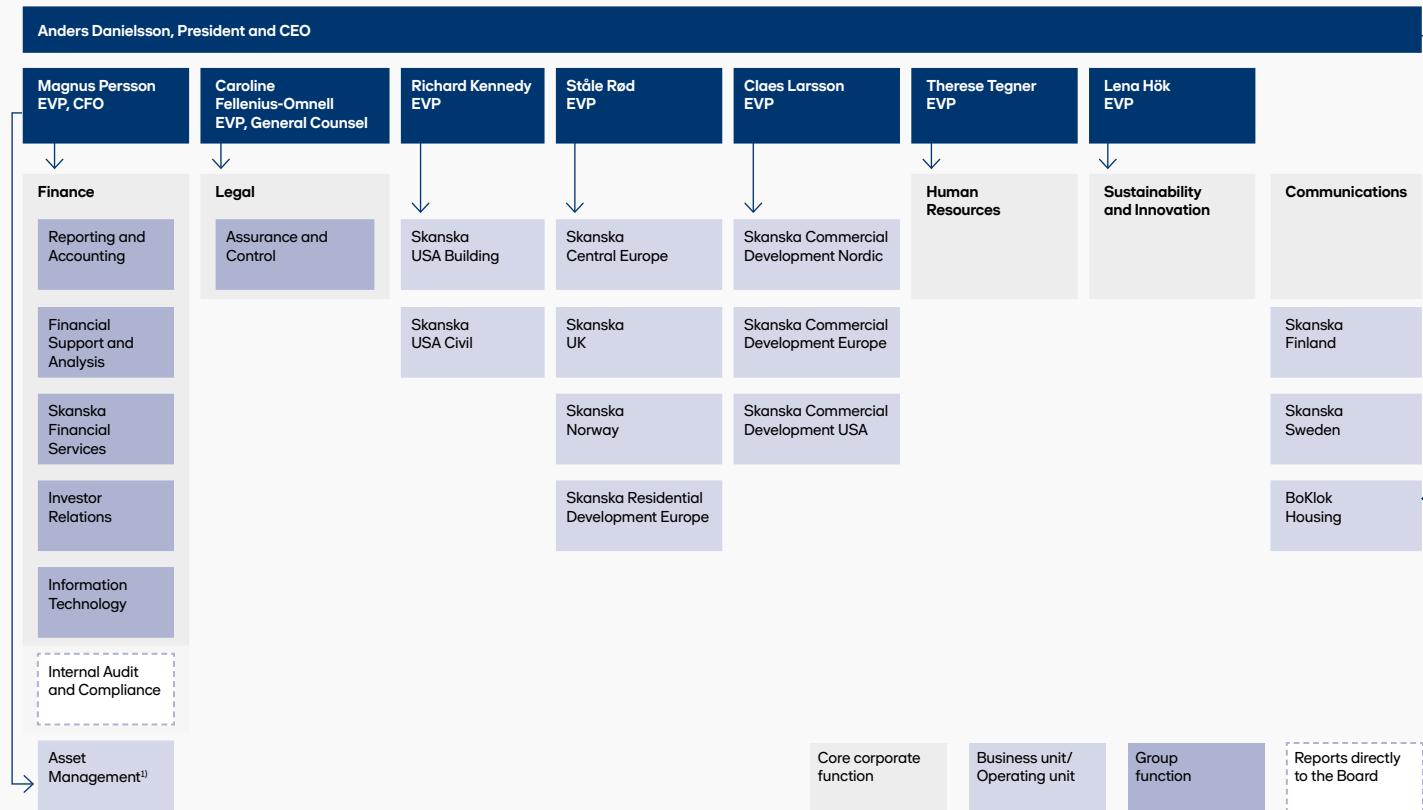 Anders Danielsson, President and CEO
Magnus Persson
EVP, CFO
Caroline
Fellenius-Omnell
EVP, General Counsel
Richard Kennedy
EVP
Ståle Rød
EVP
Claes Larsson
EVP
Therese Tegner
EVP
Lena Hök
EVP
Finance
Reporting and
Accounting
Financial
Support and
Analysis
Skanska
Financial
Services
Investor
Relations
Information
Technology
Internal Audit
and Compliance
Asset
Management1)
Legal
Assurance and
Control
Skanska
USA Building
Skanska
USA Civil
Skanska
Central Europe
Skanska
UK
Skanska
Norway
Skanska Residential
Development Europe
Skanska Commercial
Development Nordic
Skanska Commercial
Development Europe
Skanska Commercial
Development USA
Human
Resources
Sustainability
and Innovation
Communications
Skanska
Finland
Skanska
Sweden
BoKlok
Housing
Core corporate
function
Business unit/
Operating unit
Group
function
Reports directly
to the Board